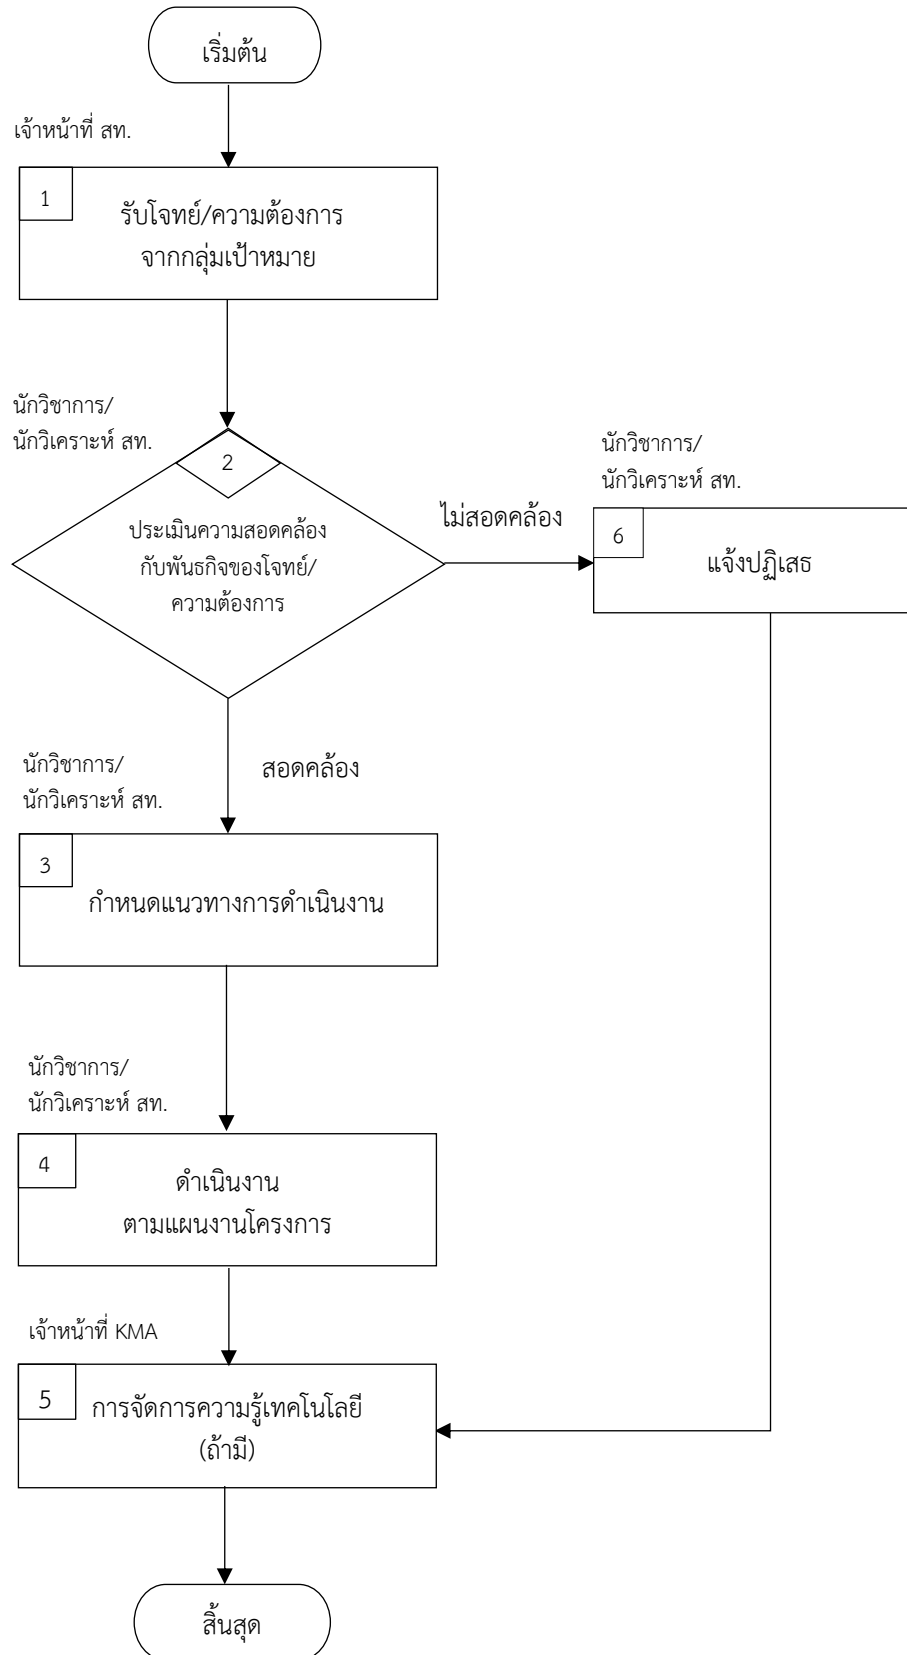 เริ่มต้น
เจ้าหน้าที่ สท.
1
รับโจทย์/ความต้องการ
จากกลุ่มเป้าหมาย
นักวิชาการ/
นักวิเคราะห์ สท.
2
ประเมินความสอดคล้อง
กับพันธกิจของโจทย์/
ความต้องการ
ไม่สอดคล้อง
นักวิชาการ/
นักวิเคราะห์ สท.
6
แจ้งปฏิเสธ
สอดคล้อง
นักวิชาการ/
นักวิเคราะห์ สท.
3
กำหนดแนวทางการดำเนินงาน
นักวิชาการ/
นักวิเคราะห์ สท.
4
ดำเนินงาน
ตามแผนงานโครงการ
เจ้าหน้าที่ KMA
5
การจัดการความรู้เทคโนโลยี
(ถ้ามี)
สิ้นสุด